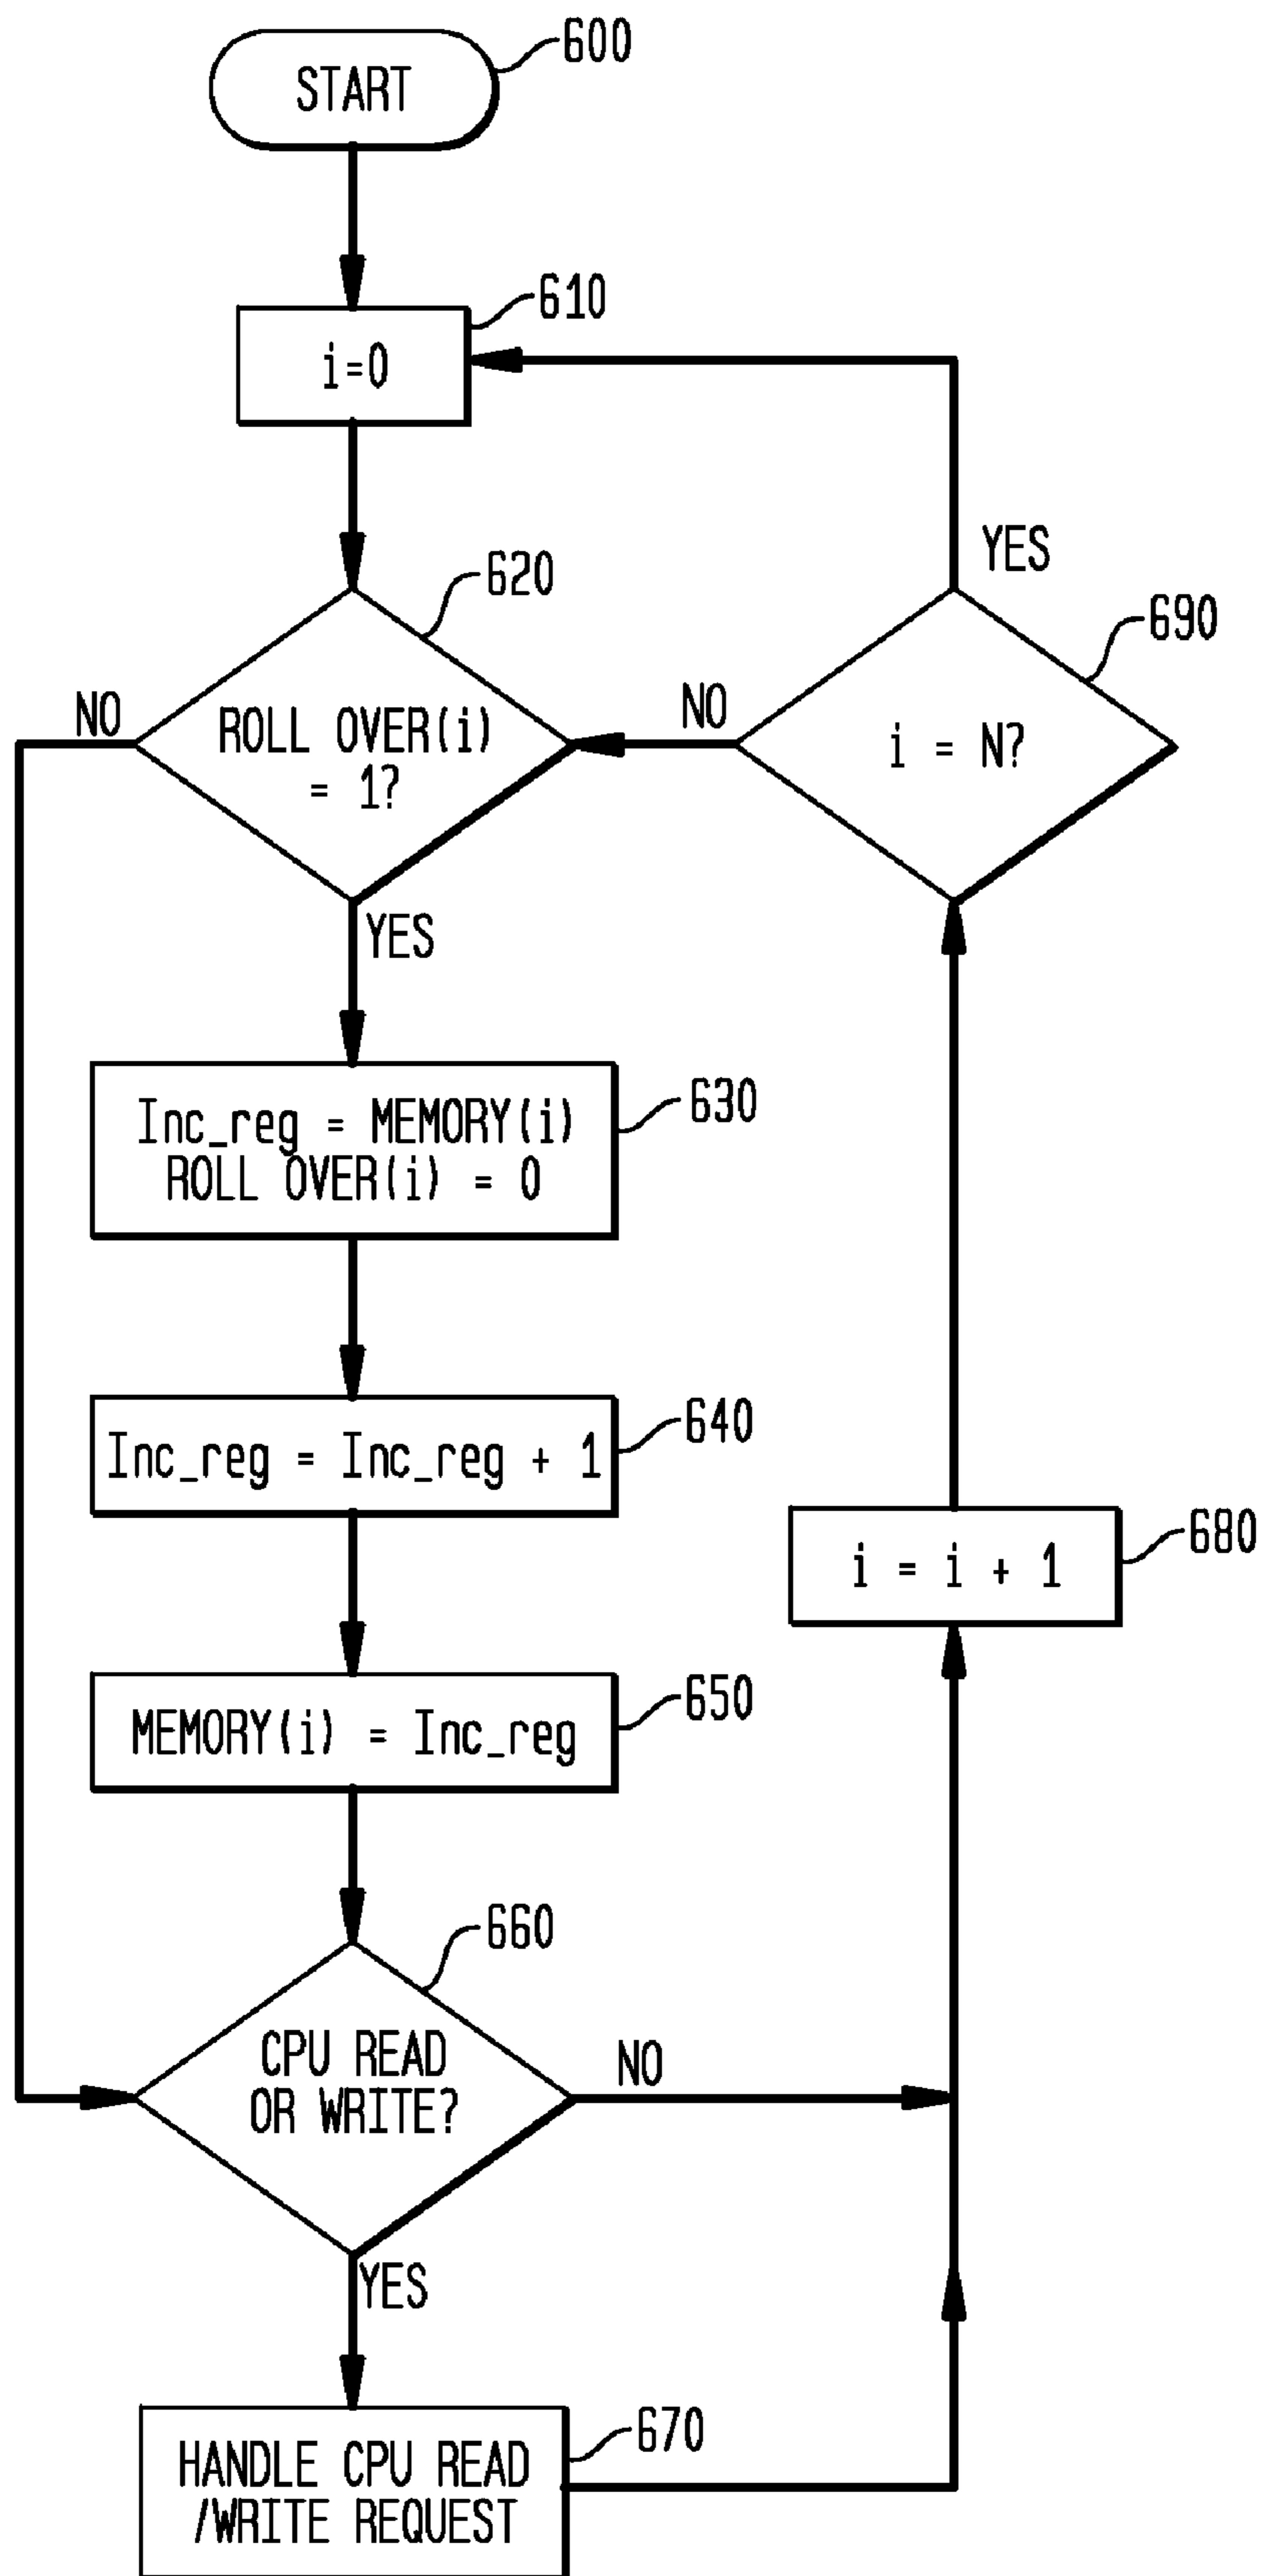 START
600
i=0
610
ROLL OVER(i)
= 1?
620
NO
YES
i = N?
690
NO
YES
Inc_reg = MEMORY(i)
ROLL OVER(i) = 0
630
Inc_reg = Inc_reg + 1
640
MEMORY(i) = Inc_reg
650
i = i + 1
680
CPU READ
OR WRITE?
660
NO
YES
HANDLE CPU READ
/WRITE REQUEST
670